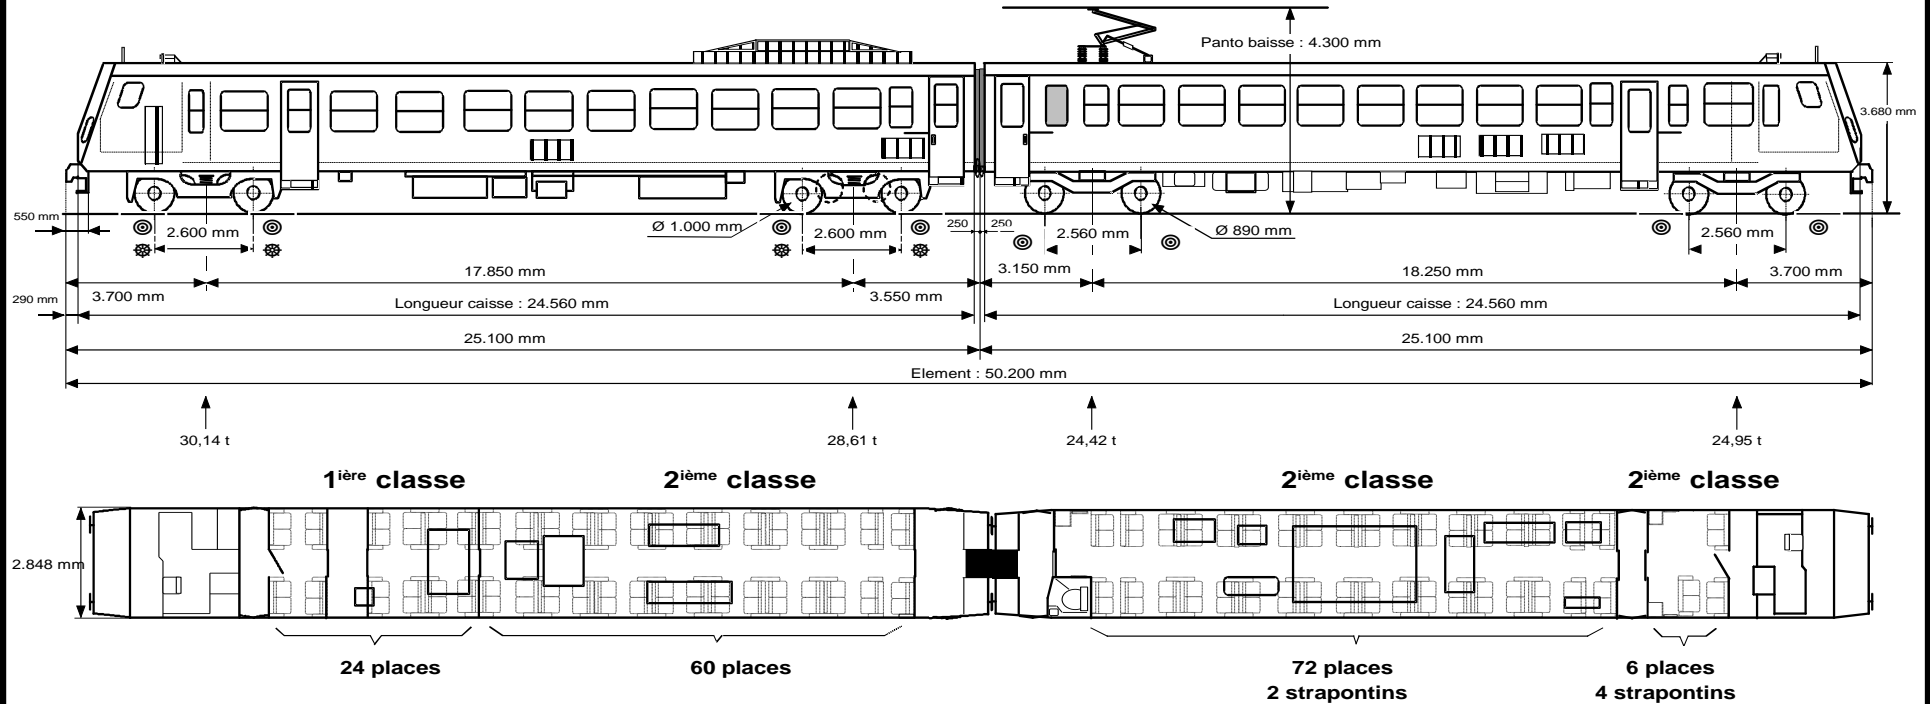 Panto baisse : 4.300 mm
3.680 mm
550 mm
2.600 mm
Ø 1.000 mm
2.600 mm
250
250
2.560 mm
Ø 890 mm
2.560 mm
17.850 mm
3.150 mm
18.250 mm
3.700 mm
290 mm
3.700 mm
3.550 mm
Longueur caisse : 24.560 mm
Longueur caisse : 24.560 mm
25.100 mm
25.100 mm
Element : 50.200 mm
30,14 t
28,61 t
24,42 t
24,95 t
1ière classe
2ième classe
2ième classe
2ième classe
2.848 mm
24 places
60 places
72 places
6 places
2 strapontins
4 strapontins